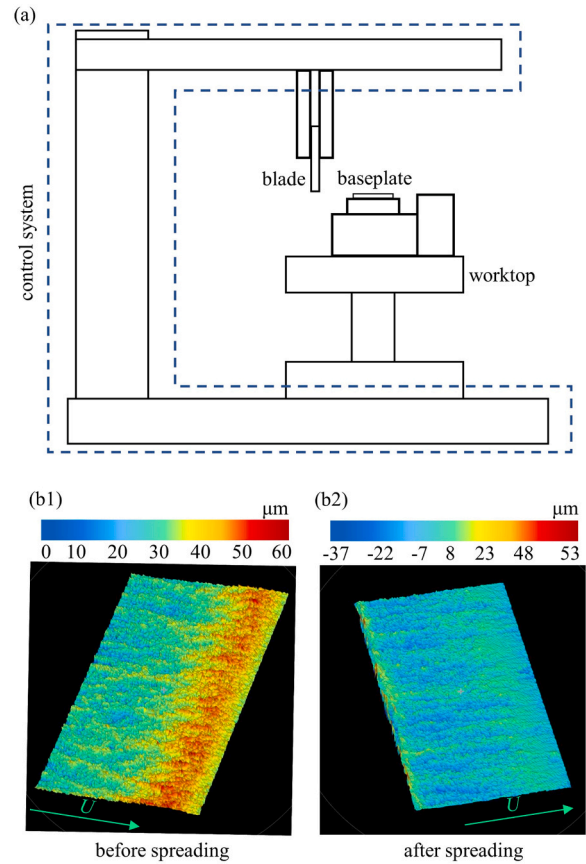 (a)
control system
blade
baseplate
worktop
(b1)
μm
0 10 20 30 40 50 60
U
before spreading
(b2)
μm
-37 -22 -7 8 23 48 53
U
after spreading